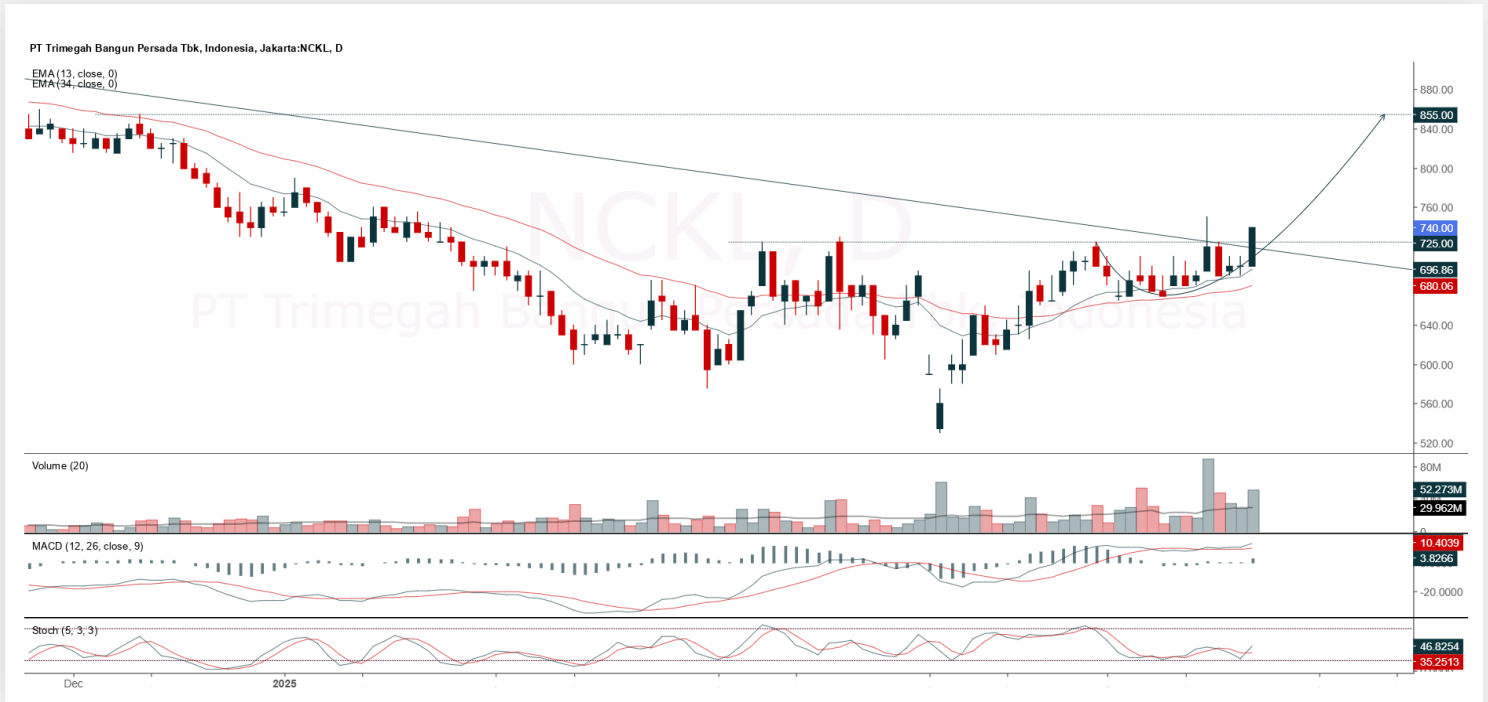 PT Trimegah Bangun Persada Tbk, Indonesia, Jakarta:NCKL, D
EMA (13, close, 0)
EMA (34, close, 0)
NCKL, D
PT Trimegah Bangun Persada Tbk, Indonesia
880.00
855.00
840.00
800.00
760.00
740.00
725.00
696.86
680.06
640.00
600.00
560.00
520.00
Volume (20)
80M
52.273M
29.962M
MACD (12, 26, close, 9)
10.4039
3.8266
-20.0000
Stoch (5, 3, 3)
46.8254
35.2513
Dec
2025